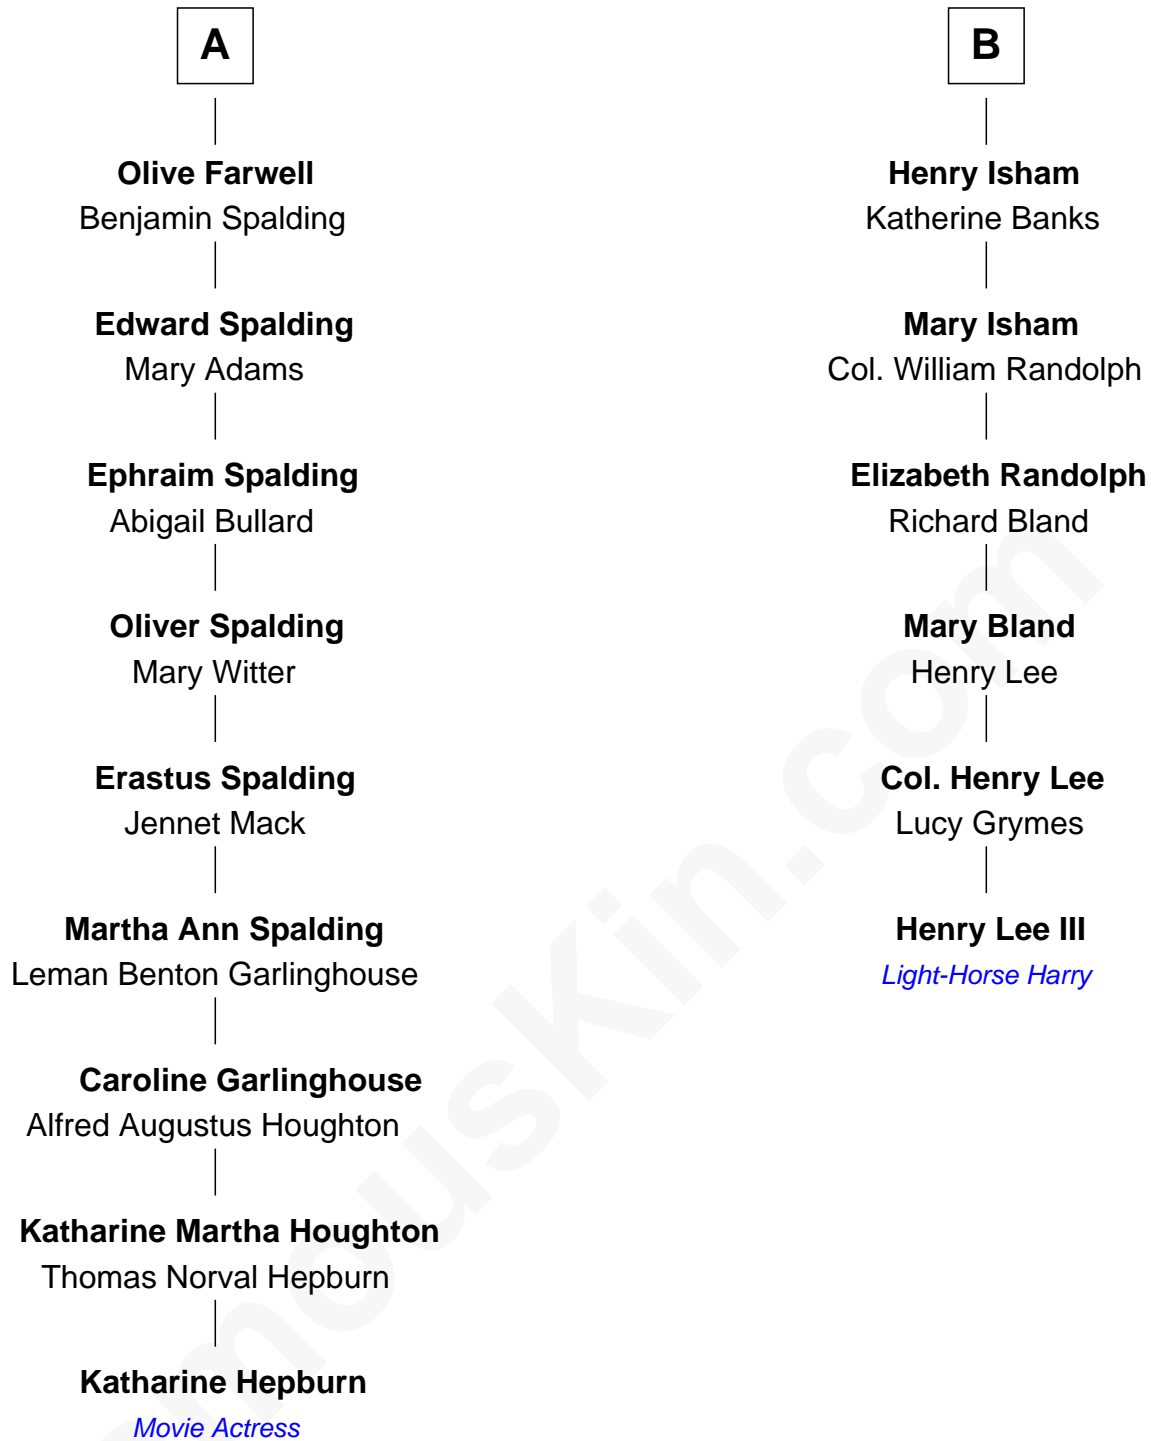 A
Olive Farwell
Benjamin Spalding
Edward Spalding
Mary Adams
Ephraim Spalding
Abigail Bullard
Oliver Spalding
Mary Witter
Erastus Spalding
Jennet Mack
Martha Ann Spalding
Leman Benton Garlinghouse
Caroline Garlinghouse
Alfred Augustus Houghton
Katharine Martha Houghton
Thomas Norval Hepburn
Katharine Hepburn
Movie Actress
B
Henry Isham
Katherine Banks
Mary Isham
Col. William Randolph
Elizabeth Randolph
Richard Bland
Mary Bland
Henry Lee
Col. Henry Lee
Lucy Grymes
Henry Lee III
Light-Horse Harry
mousKin.com